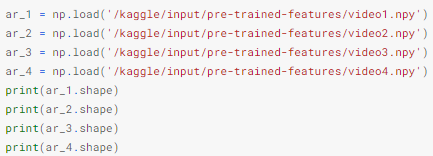 ar_1 = np.load('/kaggle/input/pre-trained-features/video1.npy')
ar_2 = np.load('/kaggle/input/pre-trained-features/video2.npy')
ar_3 = np.load('/kaggle/input/pre-trained-features/video3.npy')
ar_4 = np.load('/kaggle/input/pre-trained-features/video4.npy')
print(ar_1.shape)
print(ar_2.shape)
print(ar_3.shape)
print(ar_4.shape)